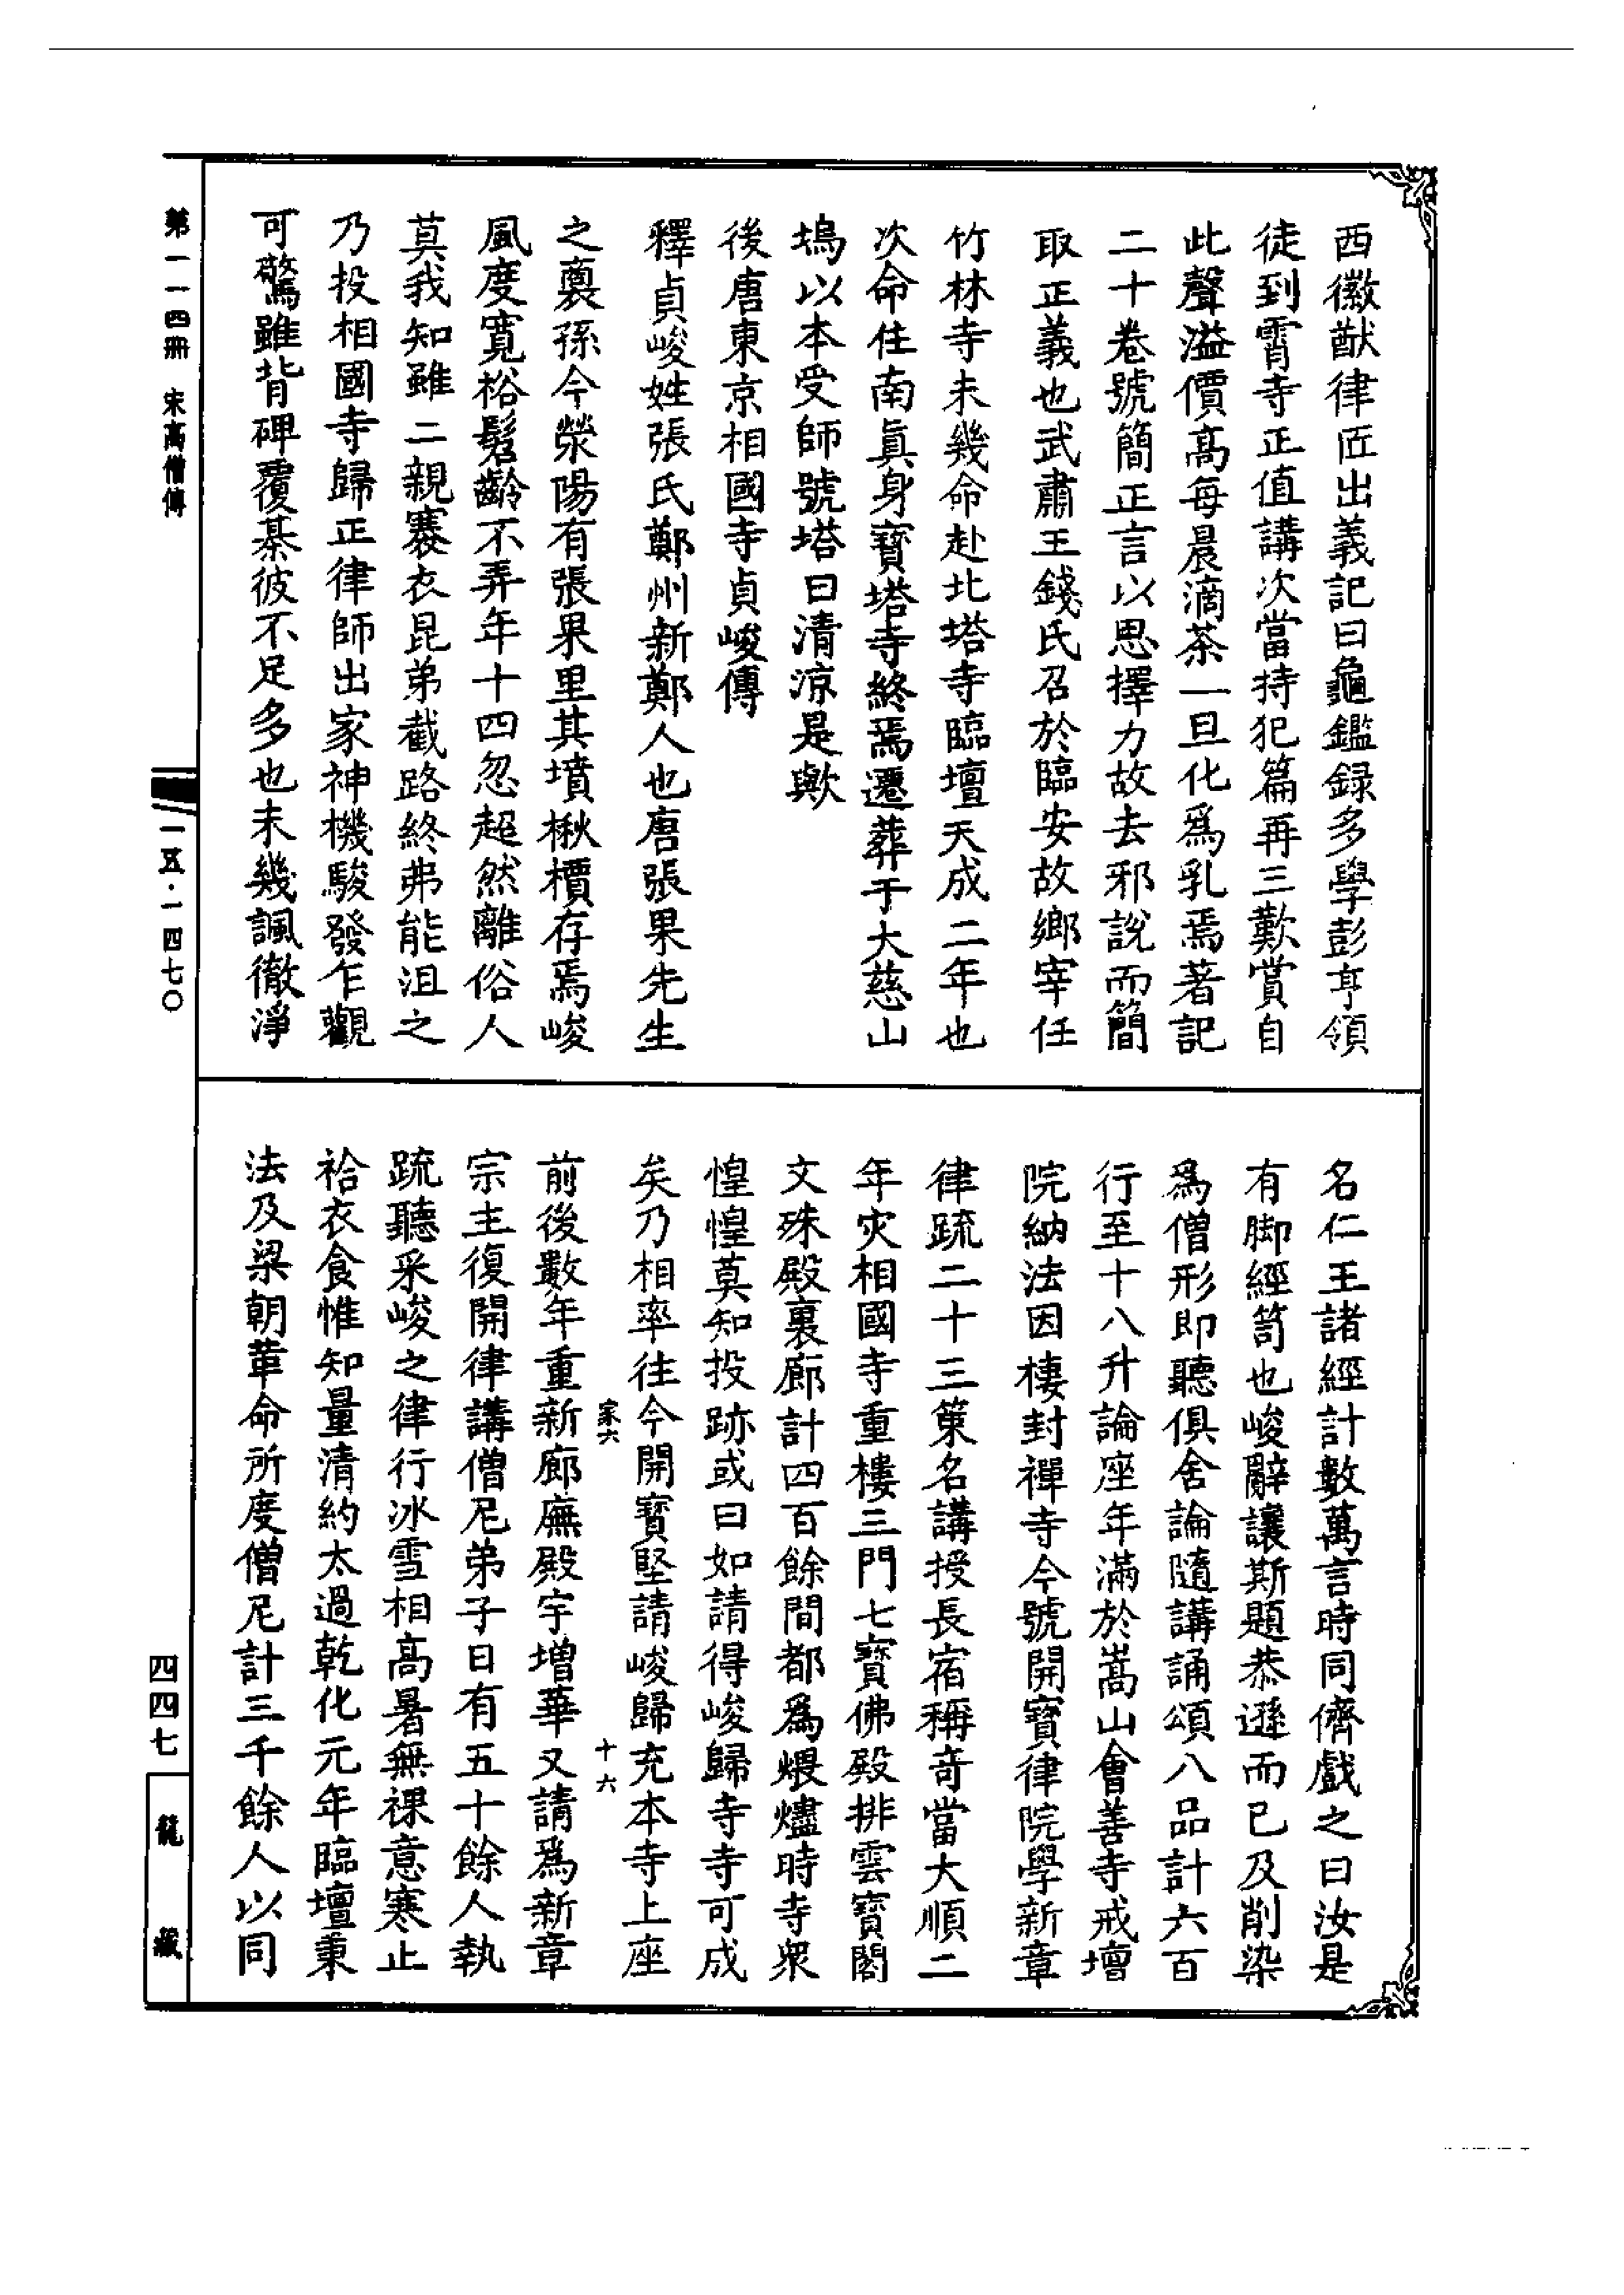 西徽猷律匠出義記曰龜鑑録多學彭亨領
徒到霄寺正值講次當持犯篇再三歎賞自
此聲溢價高每晨滴茶一旦化爲乳焉著記
二十卷號簡正言以思擇力故去邪說而簡
取正義也武肅王錢氏召於臨安故鄉宰任
竹林寺未幾命赴北塔寺臨壇天成二年也
次命住南眞身寶塔寺終焉遷葬于大慈山
塢以本受師號塔曰清涼是歟
後唐東京相國寺貞峻傳
釋貞峻姓張氏鄭州新鄭人也唐張果先生
之裔孫今滎陽有張果里其墳楸檟存焉峻
風度寬裕髫齡不弄年十四忽起然離俗人
莫我知雖二親褰衣昆弟截路終弗能沮之
乃投相國寺歸正律師出家神機駿發乍觀
可驚雖背碑覆棊彼不足多也未幾諷徹淨
名仁王諸經計數萬言時同儕戲之曰汝是
有脚經笥也峻辭讓斯題恭遜而已及削染
爲僧形即聽俱舍論隨講誦頌八品計六百
行至十八升論座年滿於嵩山會善寺戒壇
院納法因棲封禪寺今號開寶律院學新章
律疏二十三策名講授長宿稱奇當大順二
年灾相國寺重樓三門七寶佛殿排雲寶閣
文殊殿裏廊計四百餘間都爲煨燼時寺衆
惶惶莫知投跡或曰如請得峻歸寺寺可成
矣乃相率往今開寶堅請峻歸充本寺上座
家六 十六
前後數年重新廊廡殿宇增華又請爲新章
宗主復開律講僧尼弟子日有五十餘人執
疏聽采峻之律行冰雪相高暑無裸意寒止
袷衣食惟知量清約太過乾化元年臨壇秉
法及梁朝革命所度僧尼計三千餘人以同
第一一四冊 宋高僧傳
一一五·一四七〇
四四七
龍藏